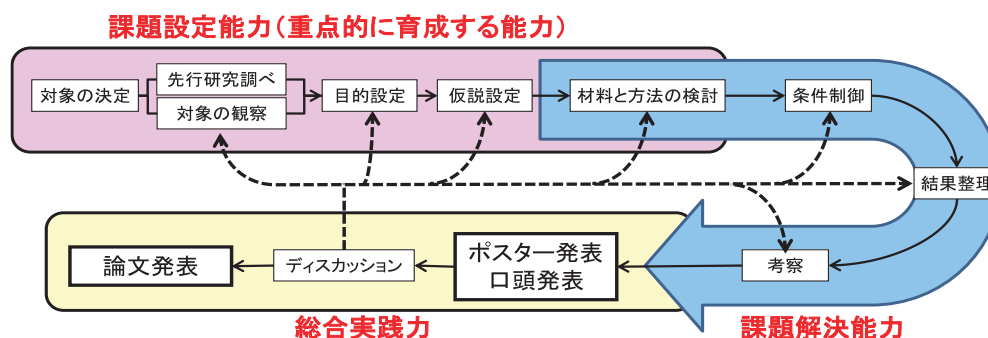 課題設定能力（重点的に育成する能力）
対象の決定
先行研究調べ
対象の観察
目的設定
仮説設定
材料と方法の検討
条件制御
結果整理
考察
ポスター発表
口頭発表
ディスカッション
論文発表
総合実践力
課題解決能力